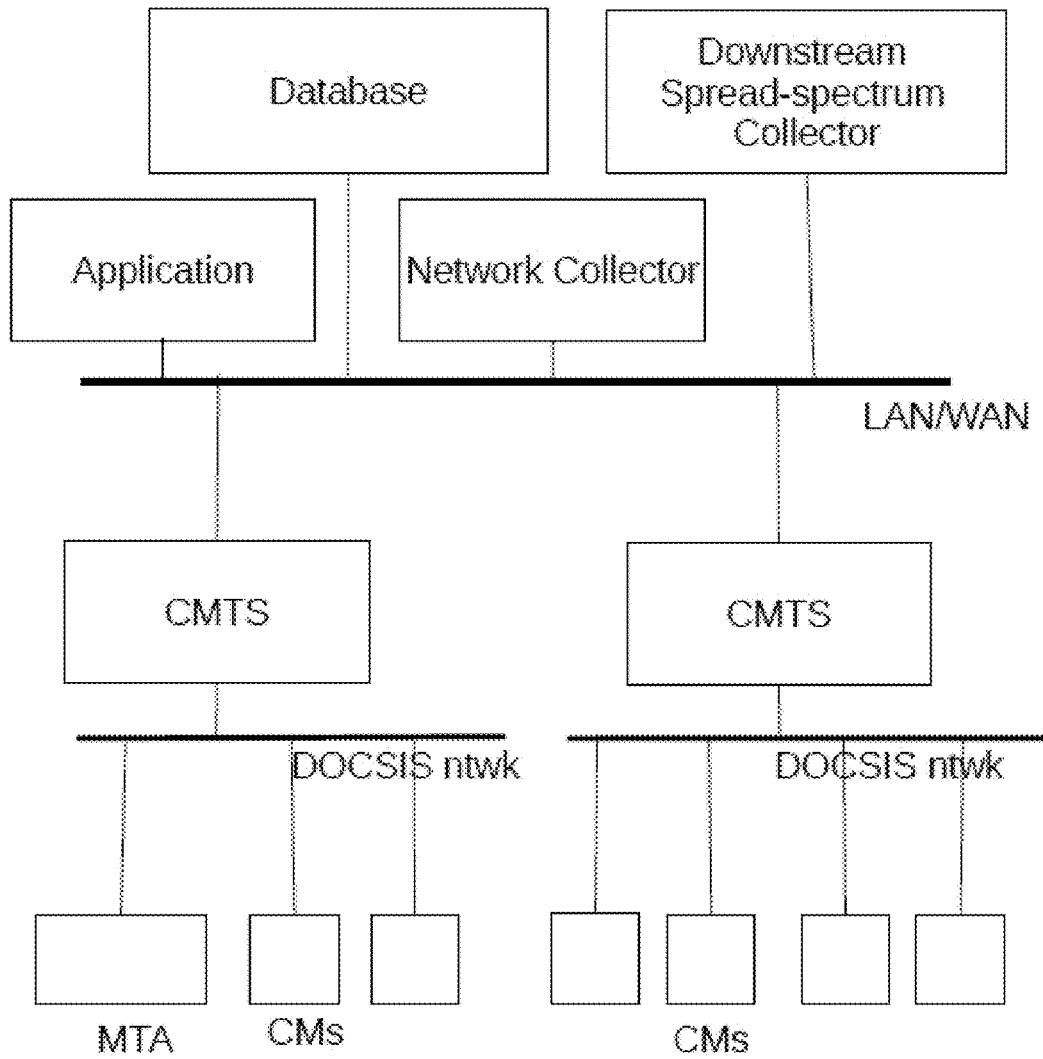 Database
Downstream
Spread-spectrum
Collector
Application
Network Collector
LAN/WAN
CMTS
CMTS
DOCSIS ntwk
DOCSIS ntwk
MTA
CMs
CMs